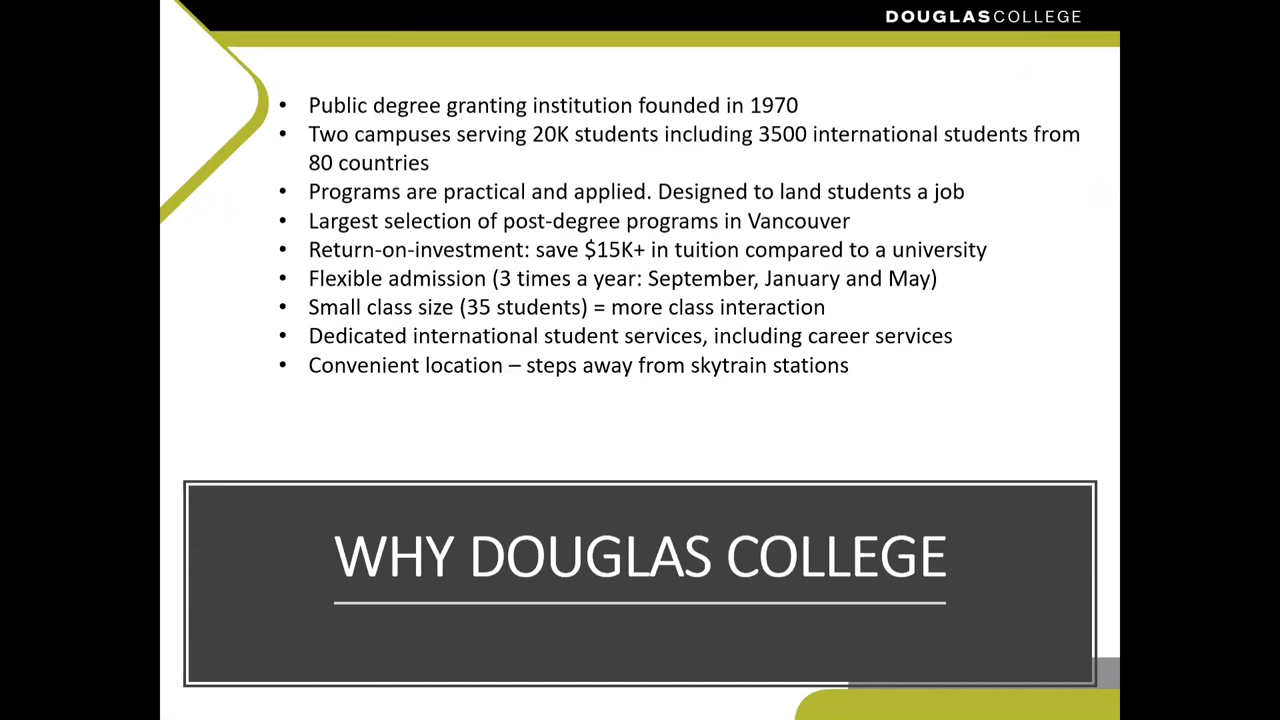 DOUGLASCOLLEGE
• Public degree granting institution founded in 1970
• Two campuses serving 20K students including 3500 international students from
80 countries
• Programs are practical and applied. Designed to land students a job
• Largest selection of post-degree programs in Vancouver
• Return-on-investment: save $15K+ in tuition compared to a university
• Flexible admission (3 times a year: September, January and May)
• Small class size (35 students) = more class interaction
• Dedicated international student services, including career services
• Convenient location – steps away from skytrain stations
WHY DOUGLAS COLLEGE